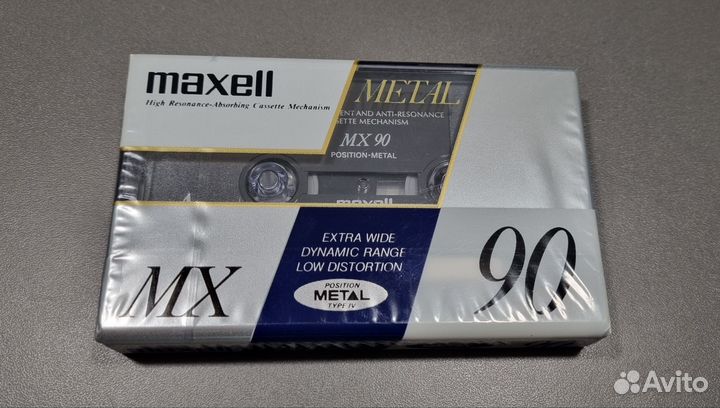 maxell
High Resonance-Absorbing Cassette Mechanism
METAL
ENT AND ANTI-RESONANCE
ETTE MECHANISM
MX 90
POSITION•METAL
maxell
EXTRA WIDE
DYNAMIC RANGE
LOW DISTORTION
POSITION
METAL
TYPE IV
MX
90
Avito